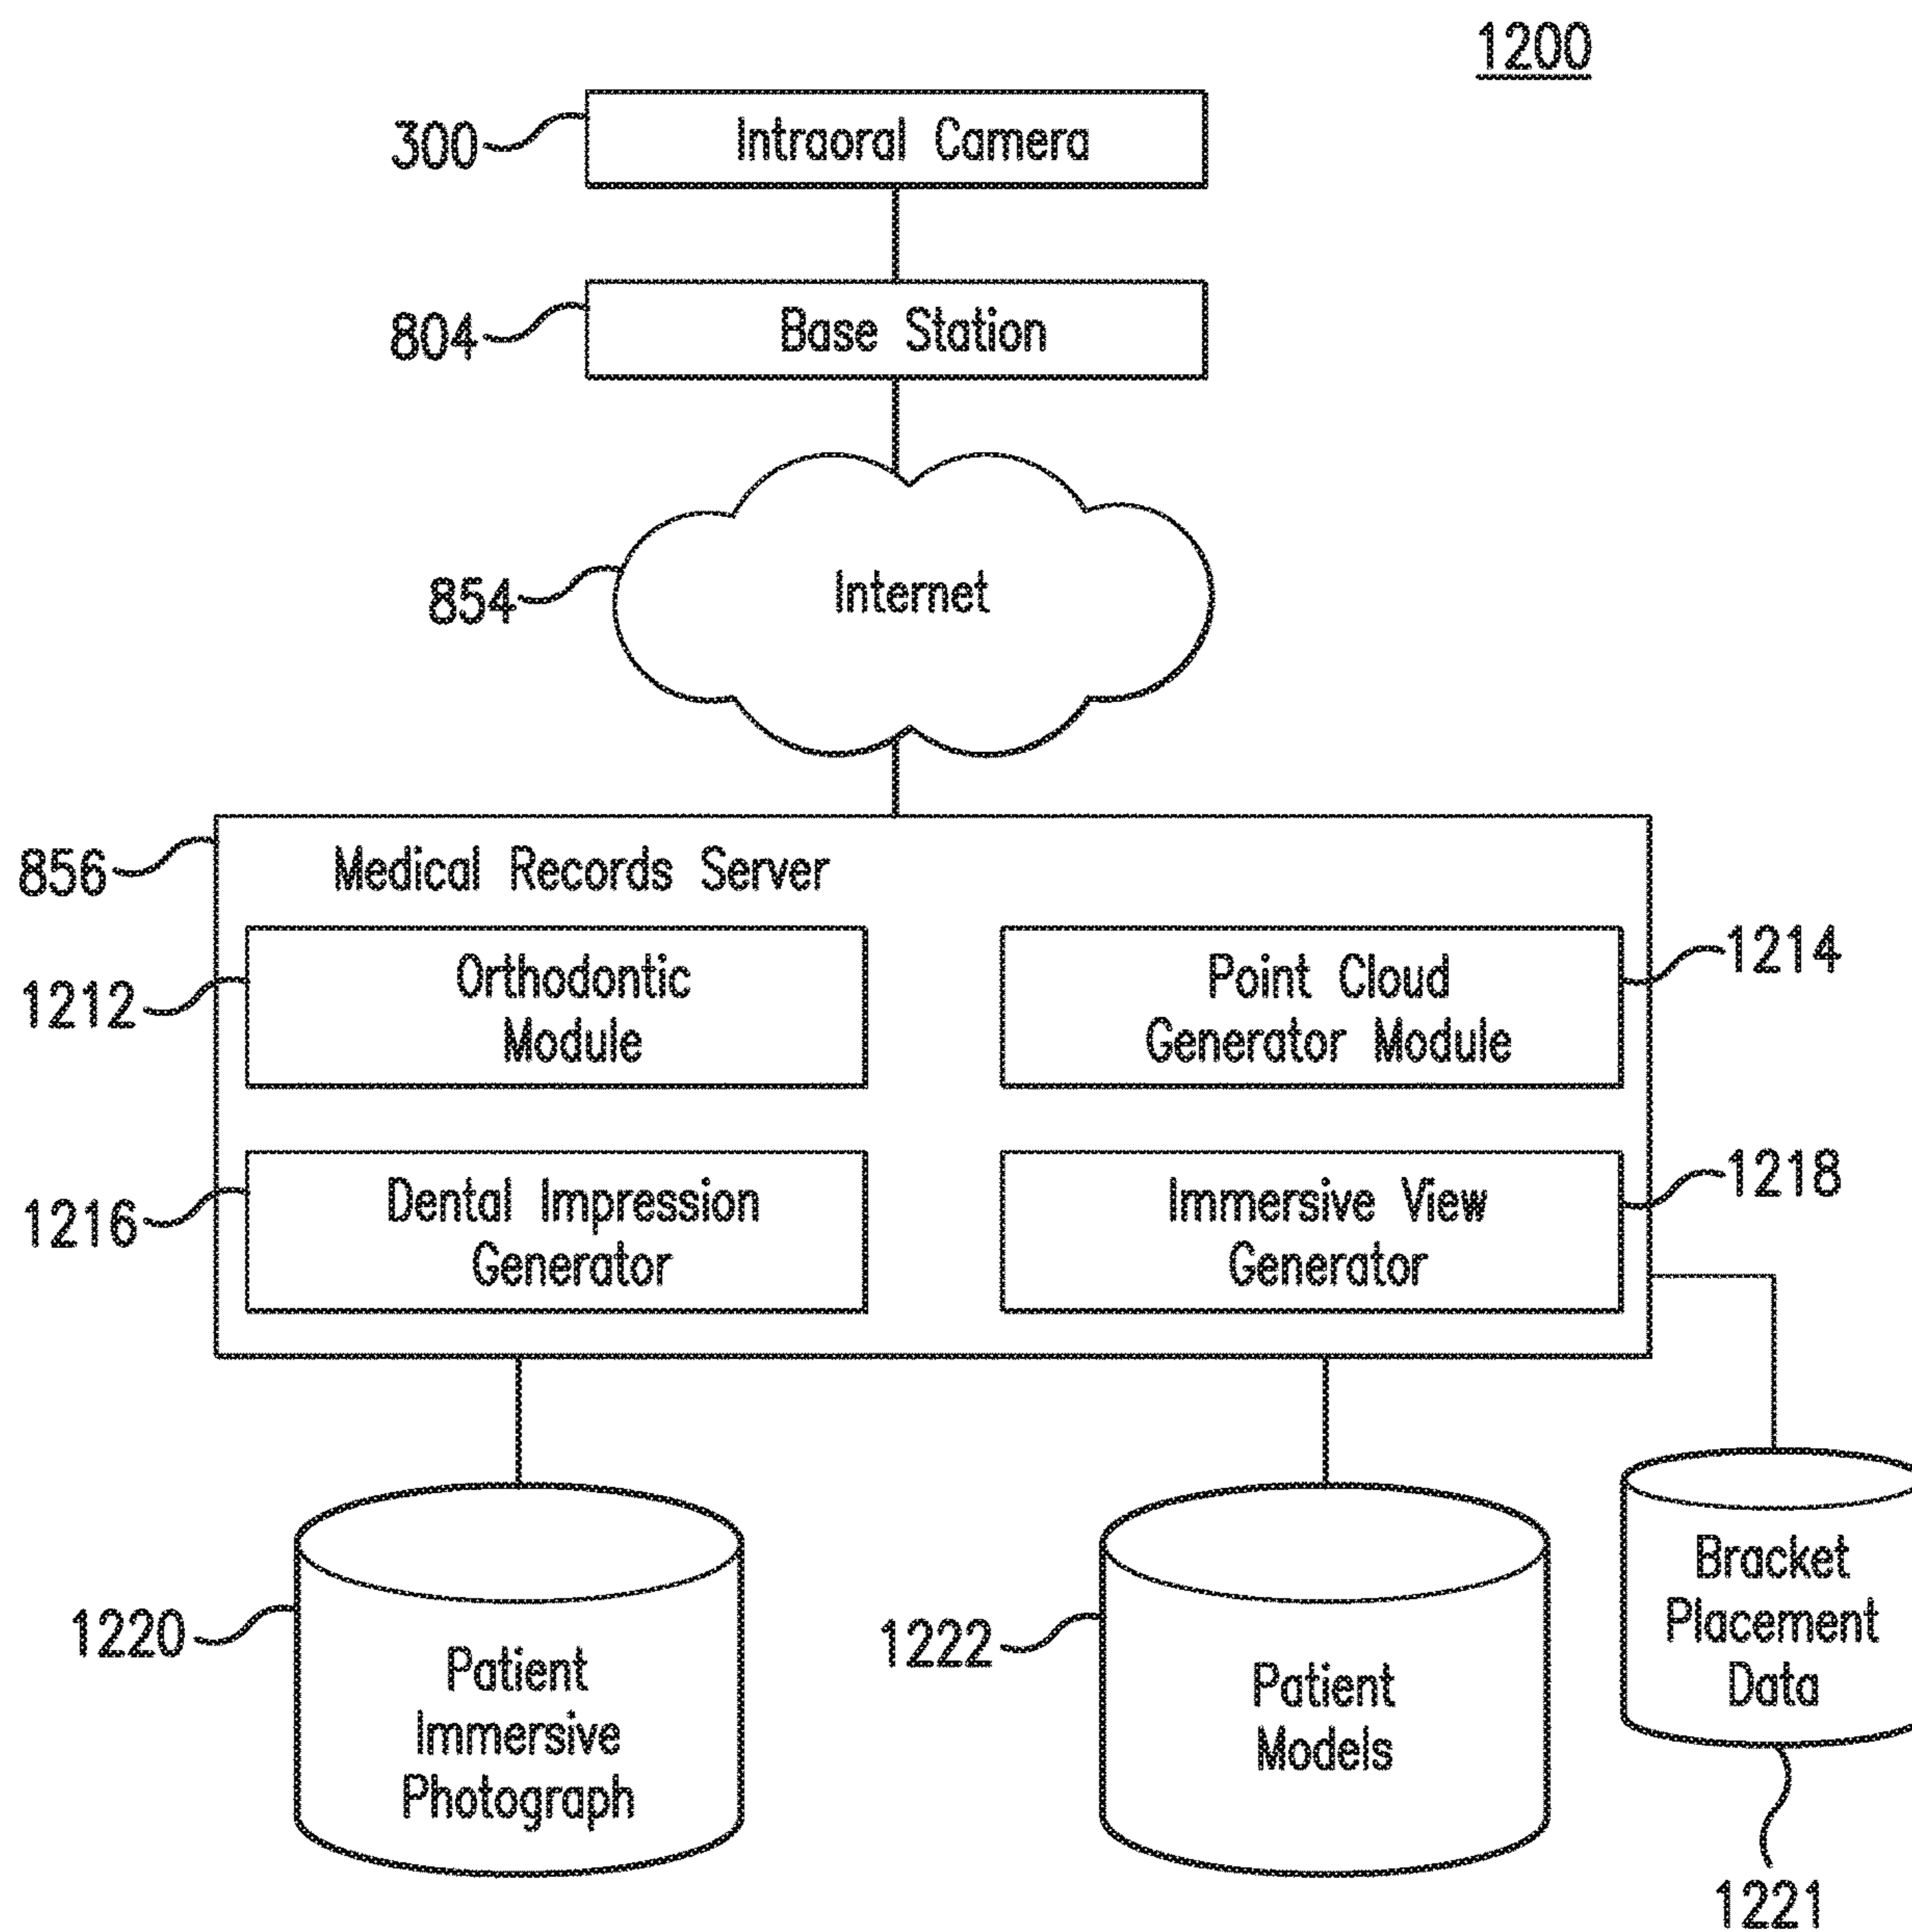 1200
300
Intraoral Camera
804
Base Station
854
Internet
856
Medical Records Server
1212
Orthodontic
Module
Point Cloud
Generator Module
1214
1216
Dental Impression
Generator
Immersive View
Generator
1218
1220
Patient
Immersive
Photograph
1222
Patient
Models
Bracket
Placement
Data
1221